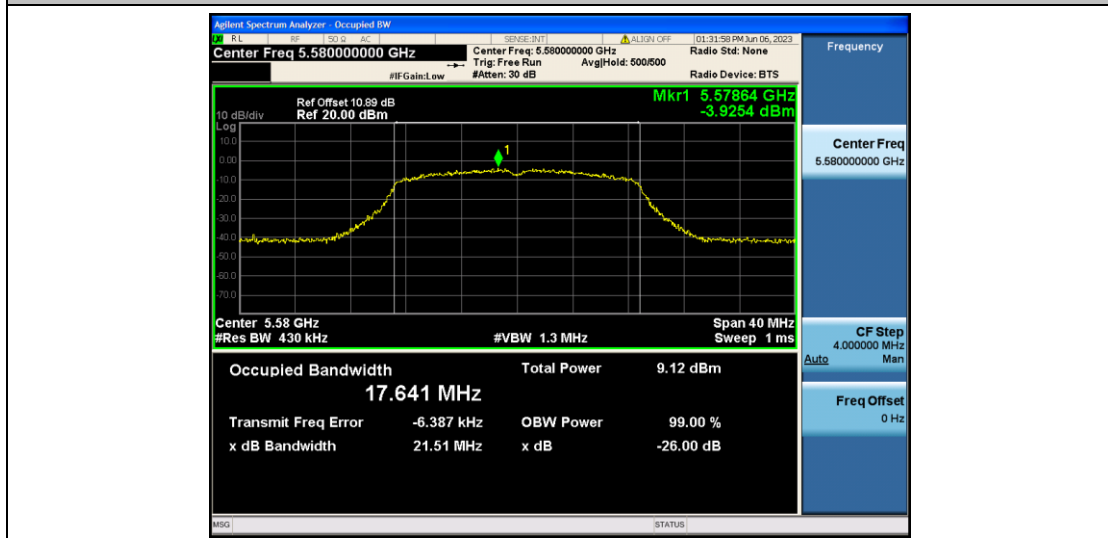 Agilent Spectrum Analyzer - Occupied BW
RL RF 50 Ω AC SENSE:INT ALIGN OFF 01:31:58 PM Jun 06, 2023
Center Freq 5.580000000 GHz
Center Freq: 5.580000000 GHz
Radio Std: None
Trig: Free Run
Avg|Hold: 500/500
#IFGain:Low
#Atten: 30 dB
Radio Device: BTS
Ref Offset 10.89 dB
Mkr1 5.57864 GHz
10 dB/div
Ref 20.00 dBm
-3.9254 dBm
Log
10.0
0.00
-10.0
-20.0
-30.0
-40.0
-50.0
-60.0
-70.0
1
Center 5.58 GHz
Span 40 MHz
#Res BW 430 kHz
#VBW 1.3 MHz
Sweep 1 ms
Occupied Bandwidth
Total Power 9.12 dBm
17.641 MHz
Transmit Freq Error -6.387 kHz
OBW Power 99.00 %
x dB Bandwidth 21.51 MHz
x dB -26.00 dB
MSG
STATUS
Frequency
Center Freq
5.580000000 GHz
CF Step
4.000000 MHz
Auto Man
Freq Offset
0 Hz